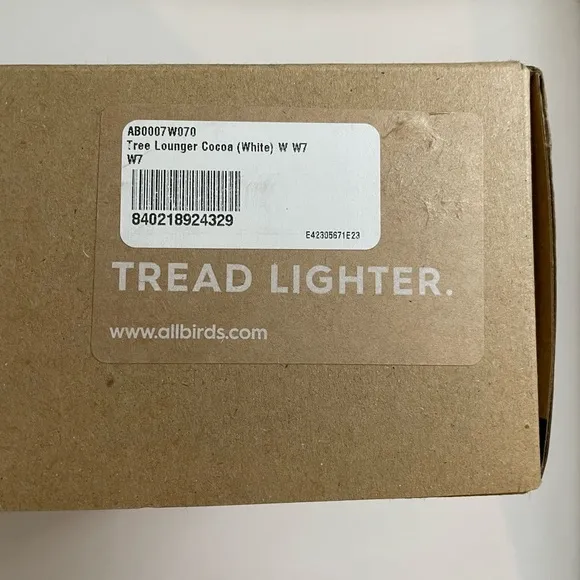 AB0007W070
Tree Lounger Cocoa (White) W W7
W7
840218924329
E42305671E23
TREAD LIGHTER.
www.allbirds.com